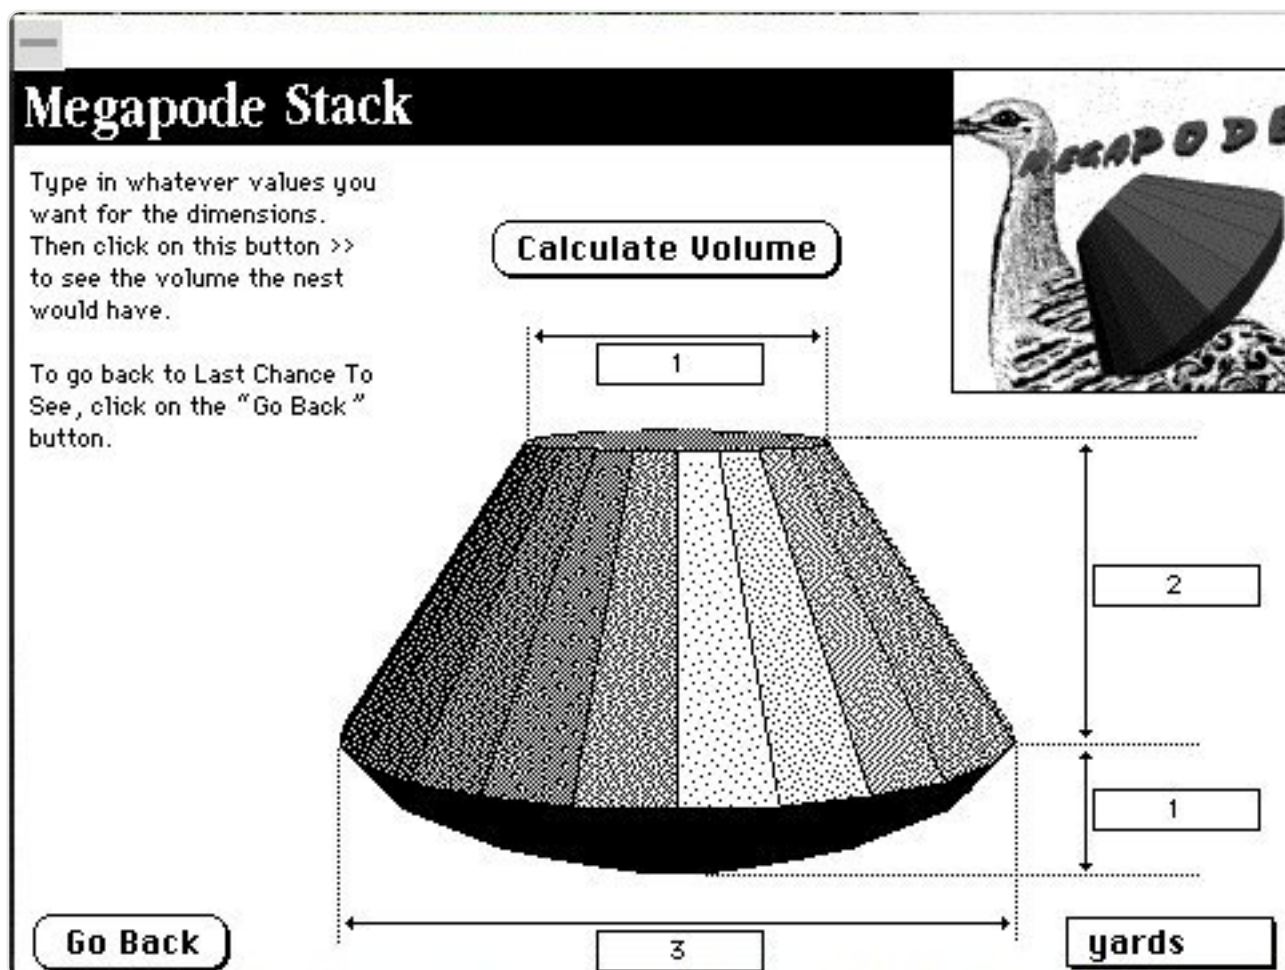 Megapode Stack
MEGAPODE
Type in whatever values you
want for the dimensions.
Then click on this button >>
to see the volume the nest
would have.
To go back to Last Chance To
See, click on the "Go Back"
button.
Calculate Volume
1
2
1
3
Go Back
yards